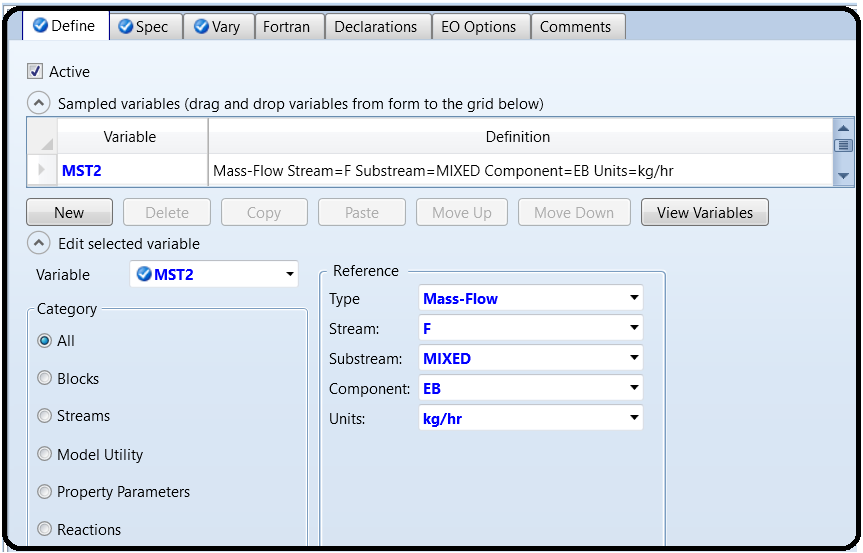 Define Spec Vary Fortran Declarations EO Options Comments
Active
Sampled variables (drag and drop variables from form to the grid below)
Variable Definition
MST2 Mass-Flow Stream=F Substream=MIXED Component=EB Units=kg/hr
New Delete Copy Paste Move Up Move Down View Variables
Edit selected variable
Variable MST2
Category
All
Blocks
Streams
Model Utility
Property Parameters
Reactions
Reference
Type Mass-Flow
Stream: F
Substream: MIXED
Component: EB
Units: kg/hr